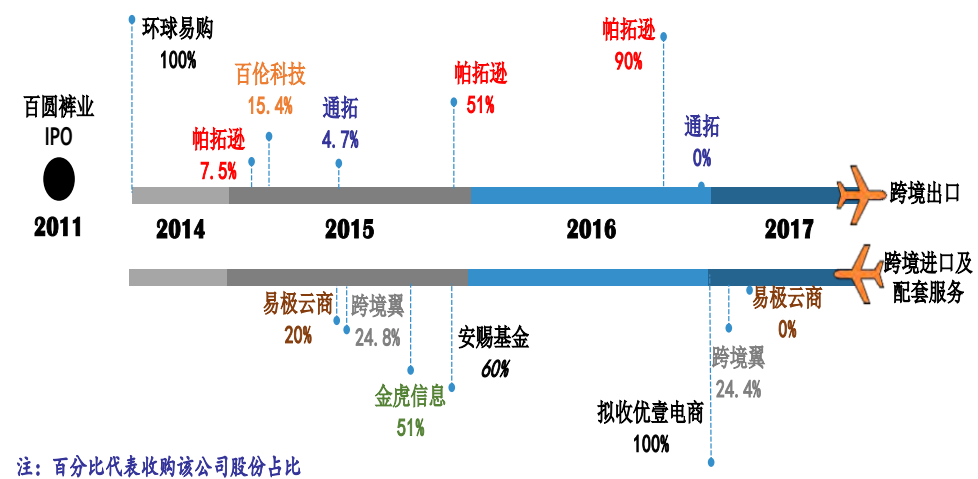 环球易购
100%
百圆裤业
IPO
2011
帕拓逊
7.5%
百伦科技
15.4%
通拓
4.7%
帕拓逊
51%
帕拓逊
90%
通拓
0%
跨境出口
2014
2015
2016
2017
跨境进口及
配套服务
易极云商
20%
跨境翼
24.8%
金虎信息
51%
安赐基金
60%
拟收优壹电商
100%
跨境翼
24.4%
易极云商
0%
注：百分比代表收购该公司股份占比